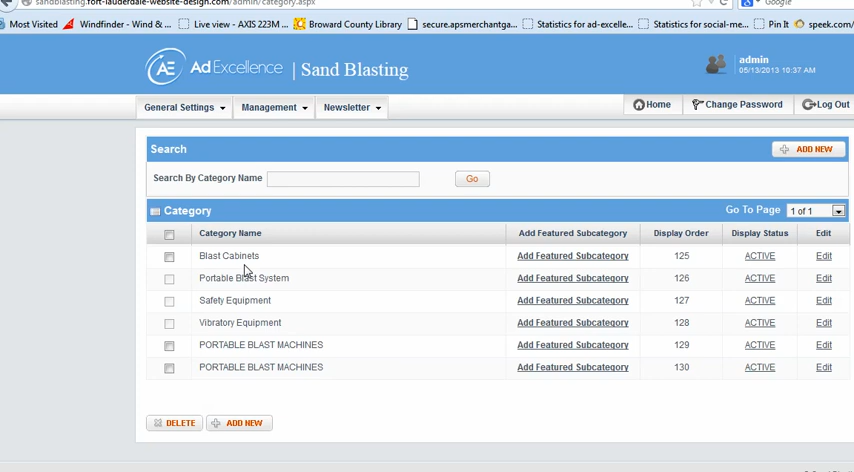 sandblasting.fort-lauderdale-website-design.com/admin/category.aspx
Google
Most Visited Windfinder - Wind & ... Live view - AXIS 223M ... Broward County Library secure.apsmerchantga... Statistics for ad-excelle... Statistics for social-me... Pin It speek.com/
AE AdExcellence | Sand Blasting
admin
05/13/2013 10:37 AM
General Settings Management Newsletter Home Change Password Log Out
Search ADD NEW
Search By Category Name Go
Category Go To Page 1 of 1
Category Name Add Featured Subcategory Display Order Display Status Edit
Blast Cabinets Add Featured Subcategory 125 ACTIVE Edit
Portable Blast System Add Featured Subcategory 126 ACTIVE Edit
Safety Equipment Add Featured Subcategory 127 ACTIVE Edit
Vibratory Equipment Add Featured Subcategory 128 ACTIVE Edit
PORTABLE BLAST MACHINES Add Featured Subcategory 129 ACTIVE Edit
PORTABLE BLAST MACHINES Add Featured Subcategory 130 ACTIVE Edit
DELETE ADD NEW